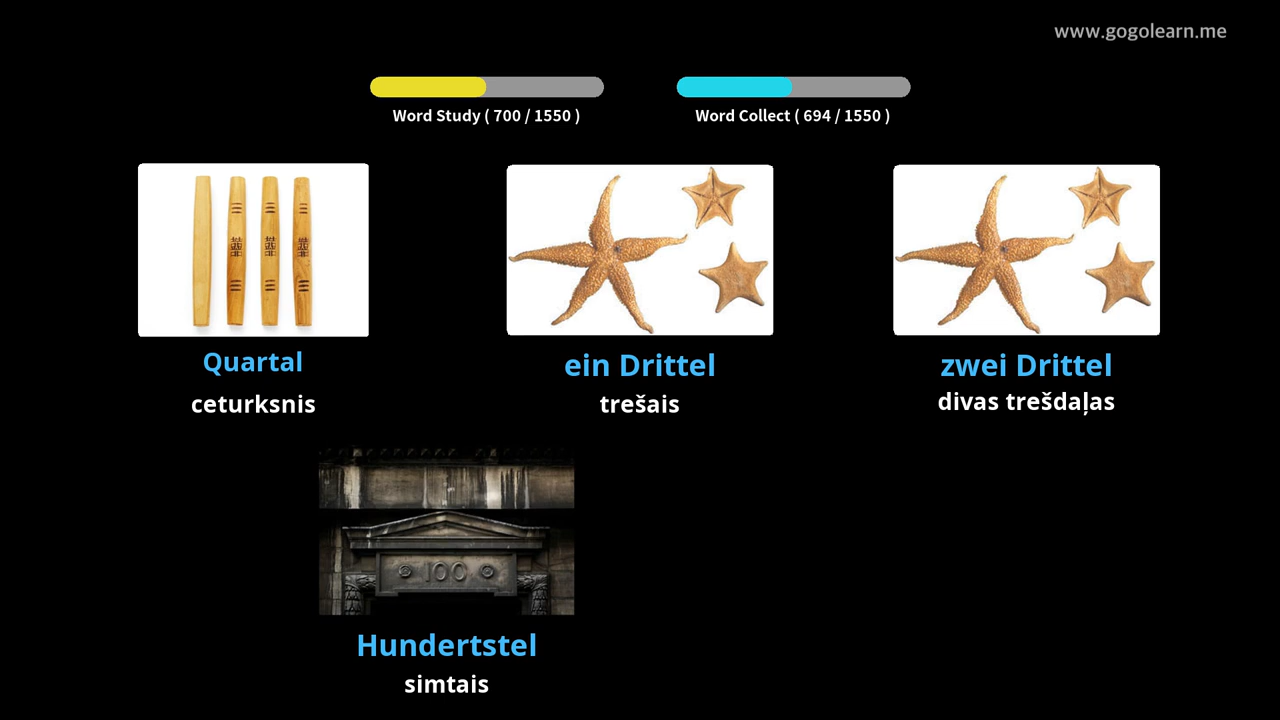 www.gogolearn.me
Word Study ( 700 / 1550 )
Word Collect ( 694 / 1550 )
Quartal
ceturksnis
ein Drittel
trešais
zwei Drittel
divas trešdaļas
100
Hundertstel
simtais